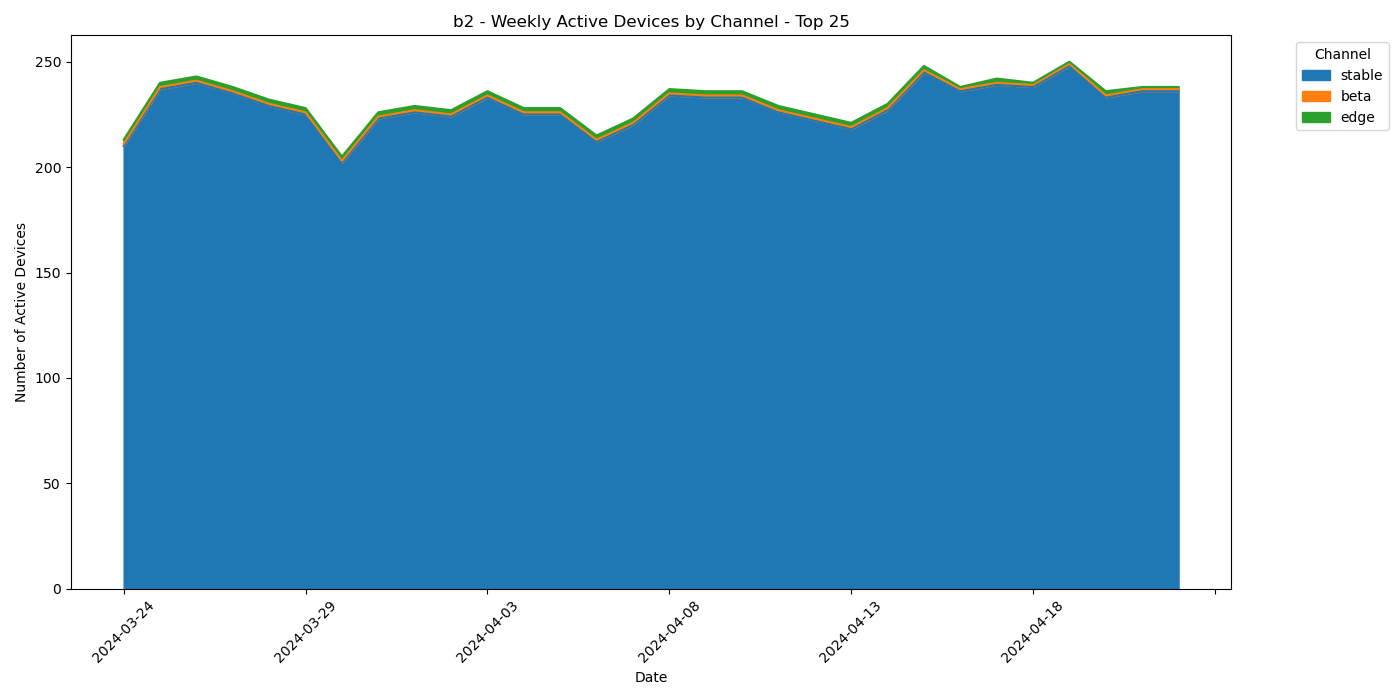 b2 - Weekly Active Devices by Channel - Top 25
Channel
stable
beta
edge
Number of Active Devices
250
200
150
100
50
0
2024-03-24
2024-03-29
2024-04-03
2024-04-08
2024-04-13
2024-04-18
Date